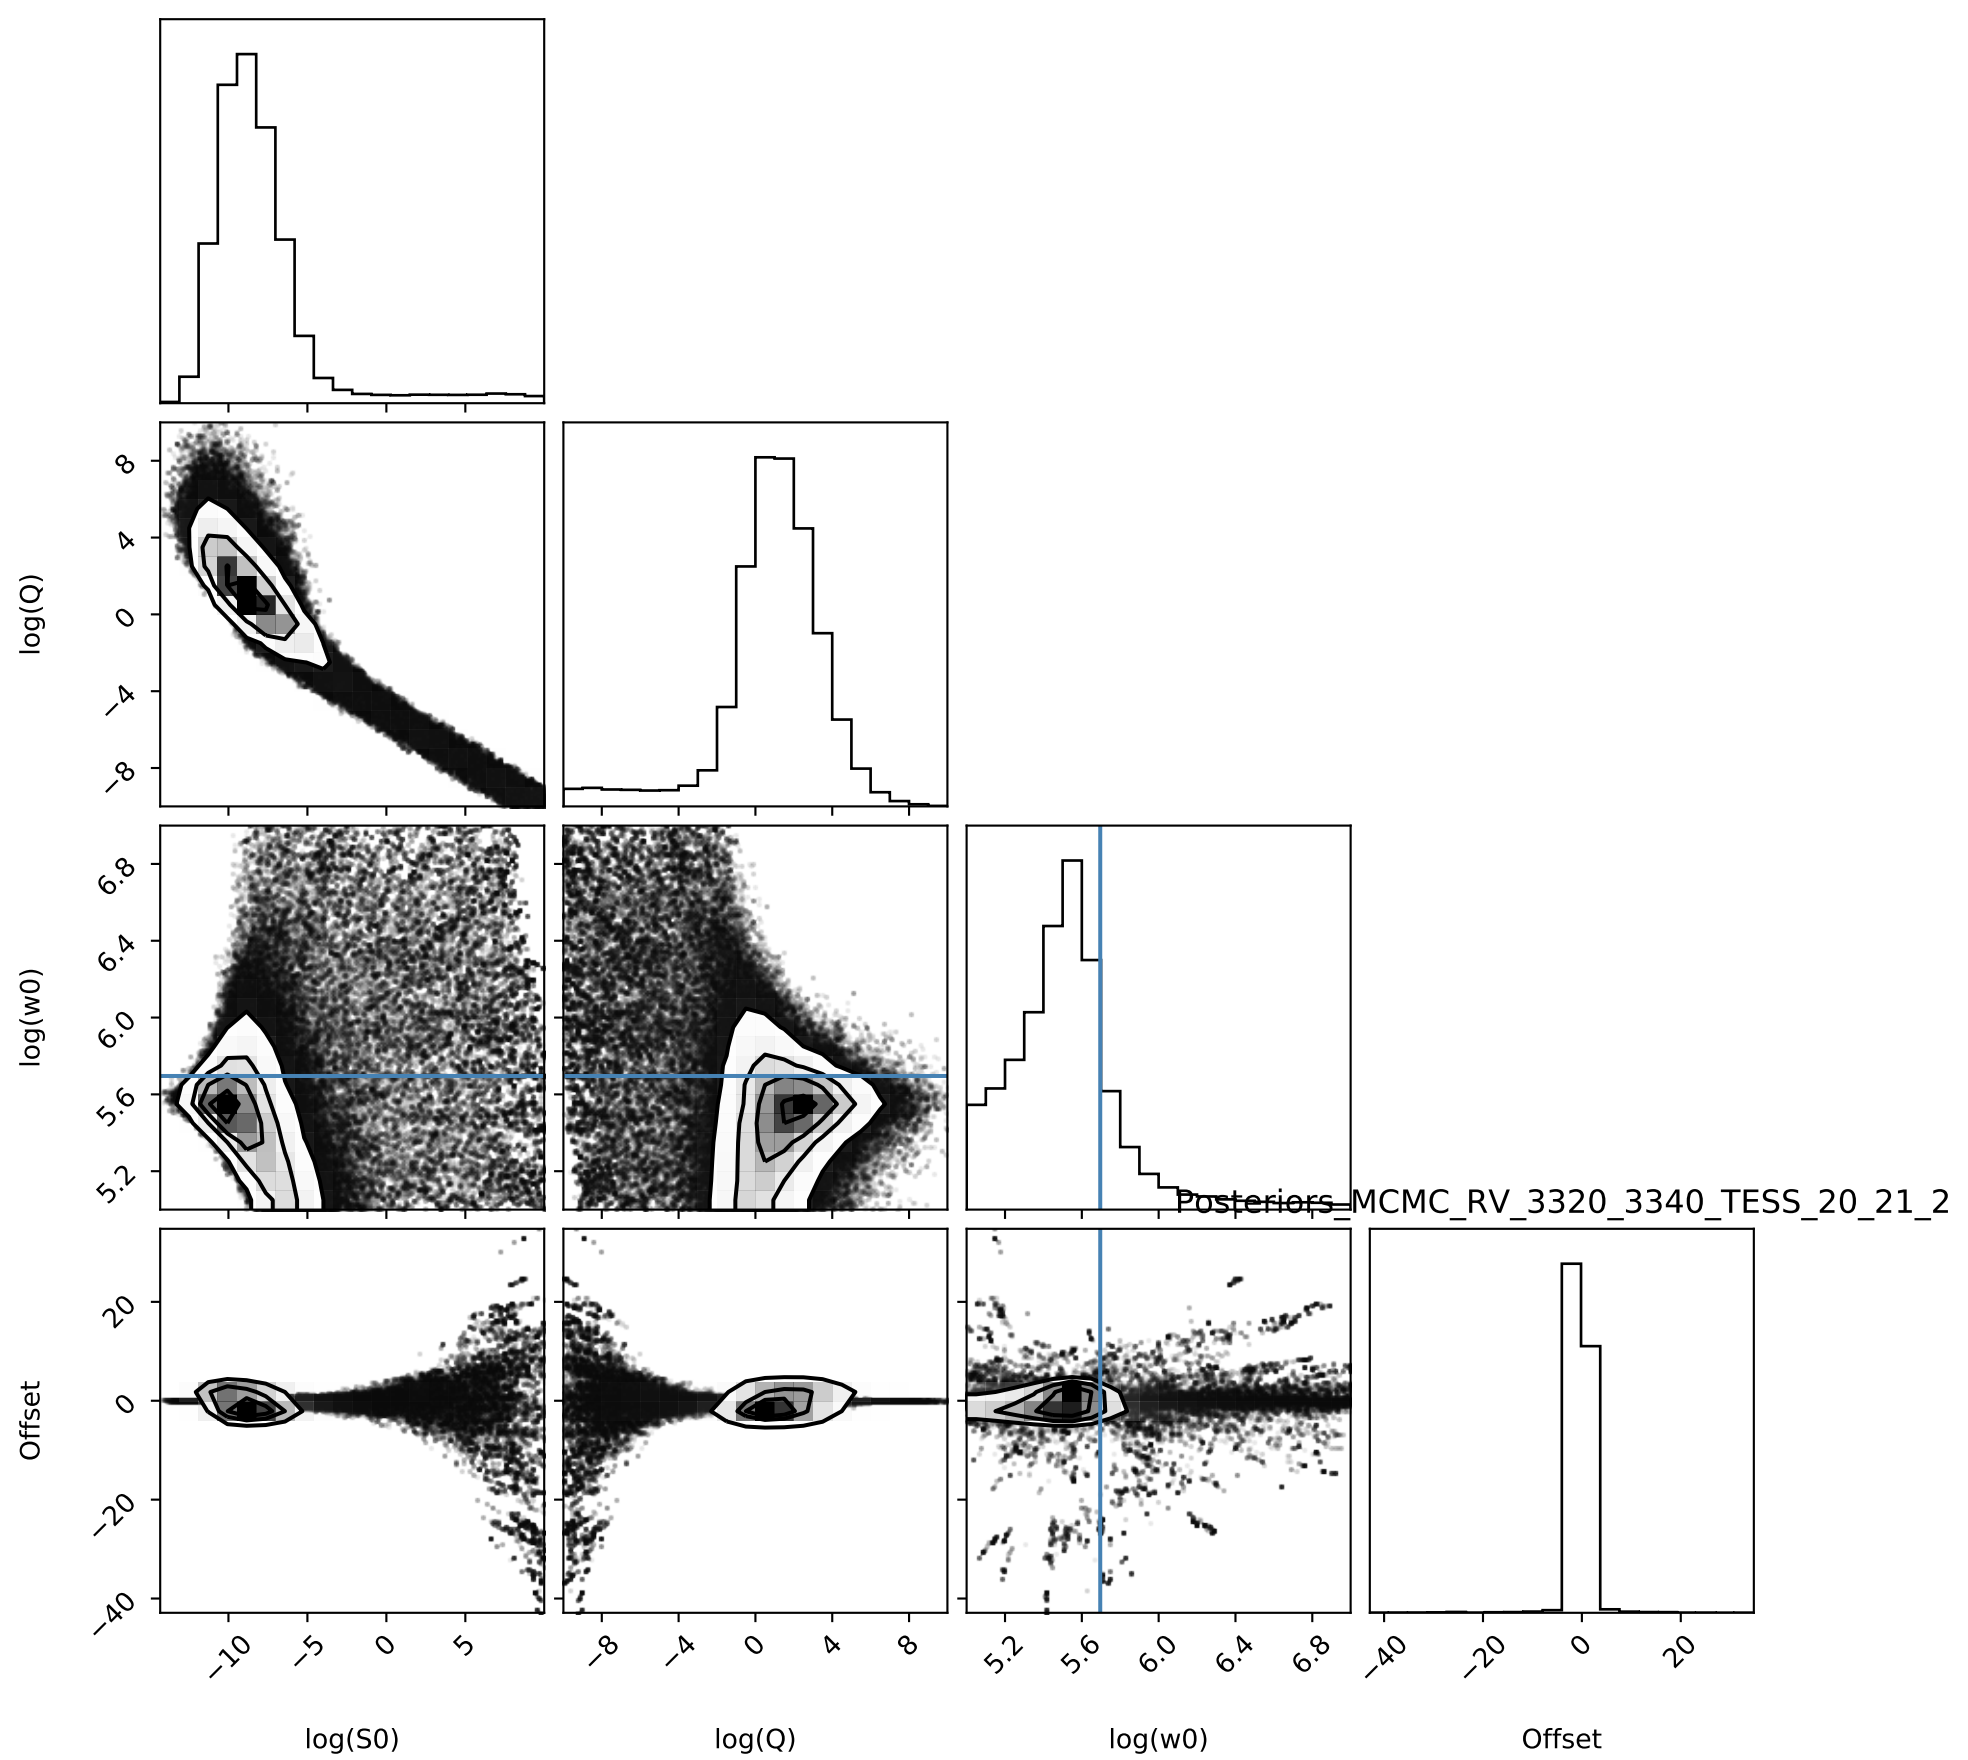 8
4
0
−4
−8
log(Q)
6.8
6.4
6.0
5.6
5.2
log(w0)
Posteriors_MCMC_RV_3320_3340_TESS_20_21_2
20
0
−20
−40
Offset
−10 −5 0 5
−8 −4 0 4 8
5.2 5.6 6.0 6.4 6.8
−40 −20 0 20
log(S0) log(Q) log(w0) Offset